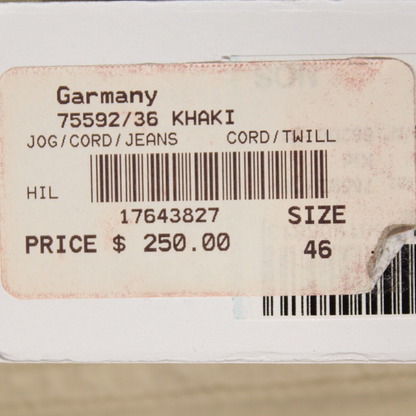 Garmany
75592/36 KHAKI
JOG/CORD/JEANS CORD/TWILL
HIL
17643827 SIZE
PRICE $ 250.00 46